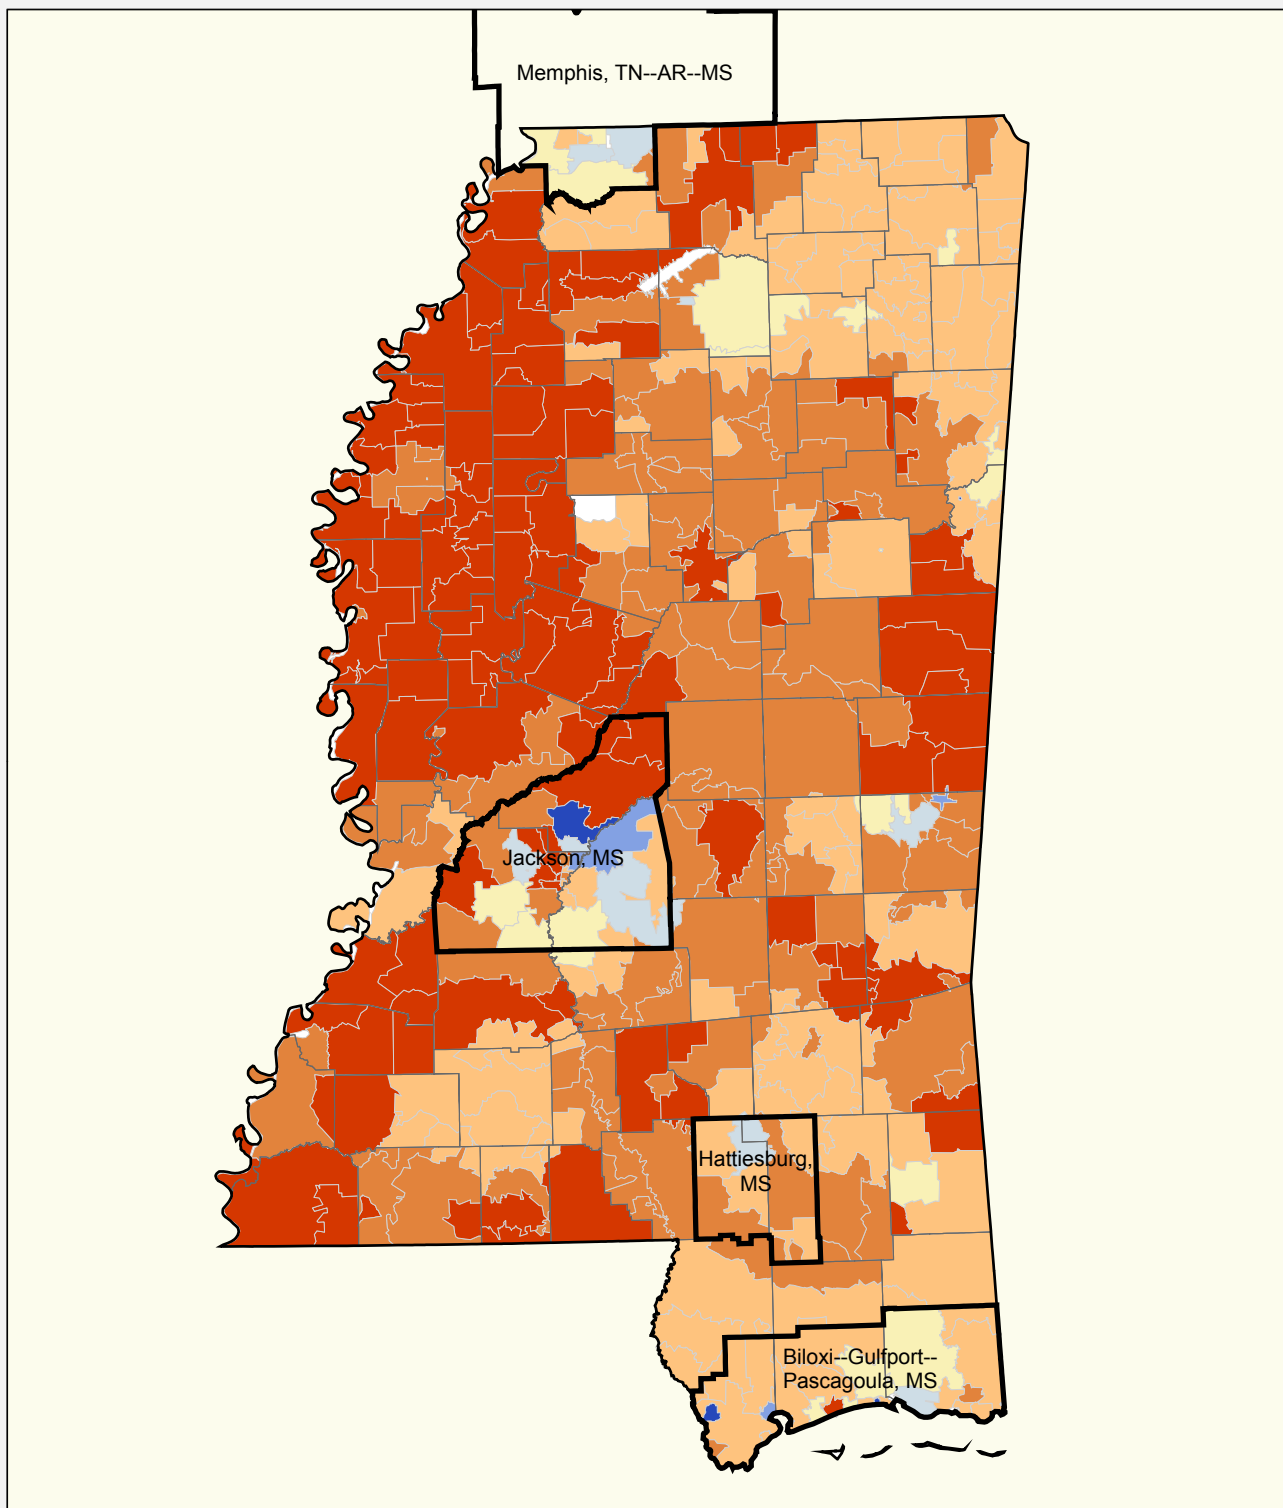 Memphis, TN--AR--MS
Jackson, MS
Hattiesburg,
MS
Biloxi--Gulfport--
Pascagoula, MS